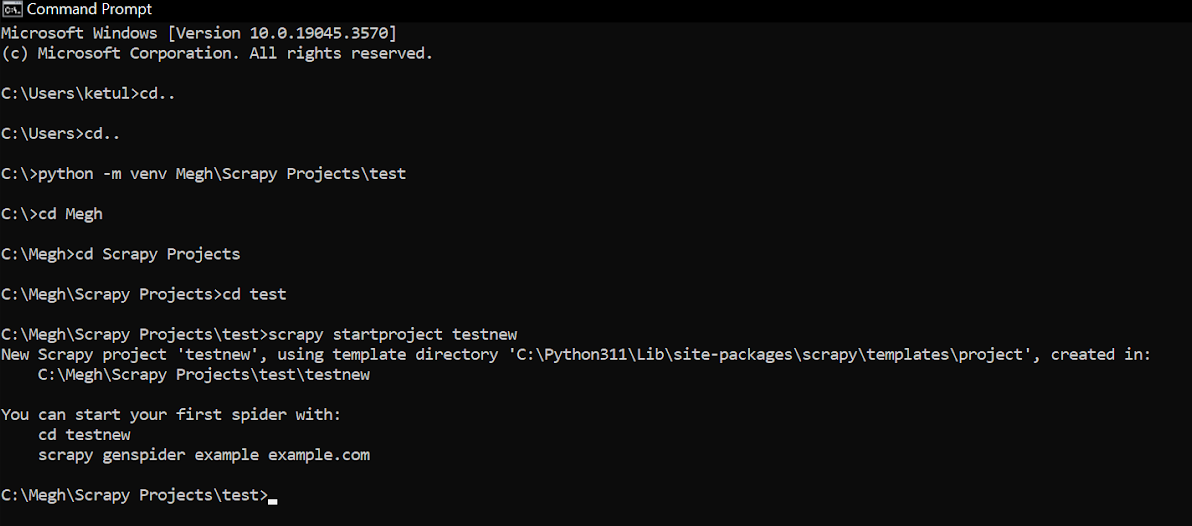 Command Prompt
Microsoft Windows [Version 10.0.19045.3570]
(c) Microsoft Corporation. All rights reserved.
C:\Users\ketul>cd..
C:\Users>cd..
C:\>python -m venv Megh\Scrapy Projects\test
C:\>cd Megh
C:\Megh>cd Scrapy Projects
C:\Megh\Scrapy Projects>cd test
C:\Megh\Scrapy Projects\test>scrapy startproject testnew
New Scrapy project 'testnew', using template directory 'C:\Python311\Lib\site-packages\scrapy\templates\project', created in:
    C:\Megh\Scrapy Projects\test\testnew
You can start your first spider with:
    cd testnew
    scrapy genspider example example.com
C:\Megh\Scrapy Projects\test>